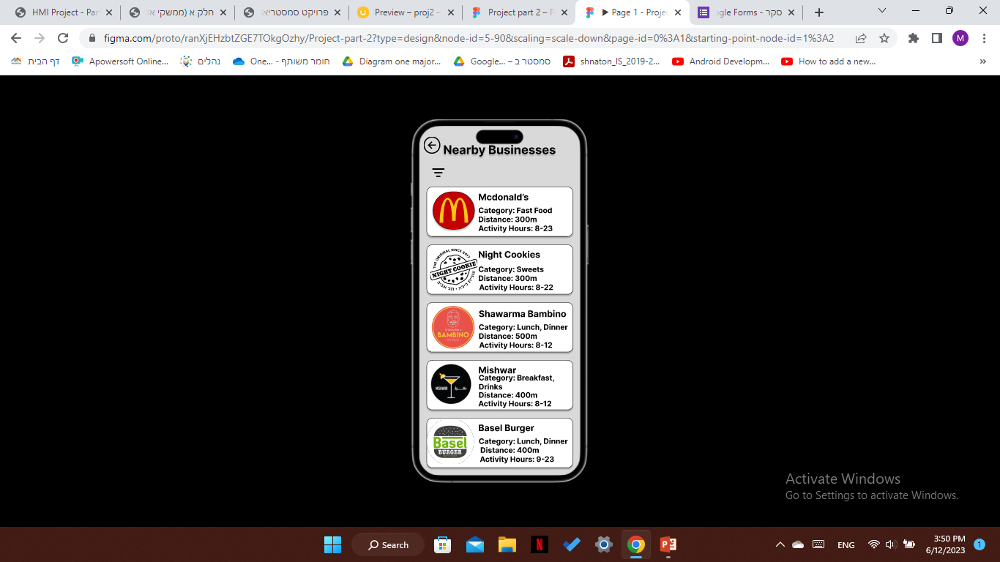 HMI Project - Par
חלק א (ממשקי אד
פרויקט סמסטריאי
Preview – proj2 –
Project part 2 – F
▶ Page 1 - Projec
סקר - Google Forms
figma.com/proto/ranXjEHzbtZGE7TOkgOzhy/Project-part-2?type=design&node-id=5-90&scaling=scale-down&page-id=0%3A1&starting-point-node-id=1%3A2
M
דף הבית
Apowersoft Online...
נהלים
חומר משותף - One...
Diagram one major...
סמסטר ב – Google...
shnaton_IS_2019-2...
Android Developm...
How to add a new...
Nearby Businesses
Mcdonald's
Category: Fast Food
Distance: 300m
Activity Hours: 8-23
THE ORIGINAL SINCE 2017
NIGHT COOKIE
Night Cookies
Category: Sweets
Distance: 300m
Activity Hours: 8-22
BAMBINO
Shawarma Bambino
Category: Lunch, Dinner
Distance: 500m
Activity Hours: 8-12
MISHWAR
Mishwar
Category: Breakfast,
Drinks
Distance: 400m
Activity Hours: 8-12
Basel
BURGER
Basel Burger
Category: Lunch, Dinner
Distance: 400m
Activity Hours: 9-23
Activate Windows
Go to Settings to activate Windows.
Search
ENG
3:50 PM
6/12/2023
1